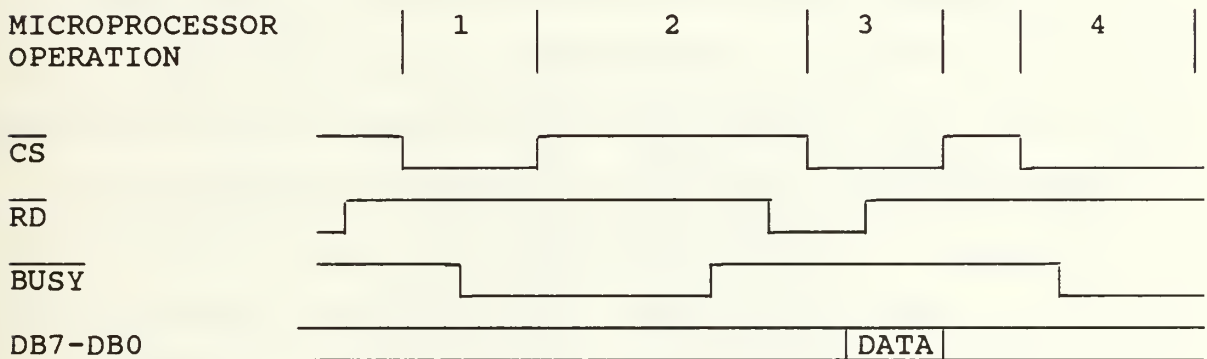 MICROPROCESSOR 1 2 3 4
OPERATION
CS
RD
BUSY
DB7-DB0 DATA